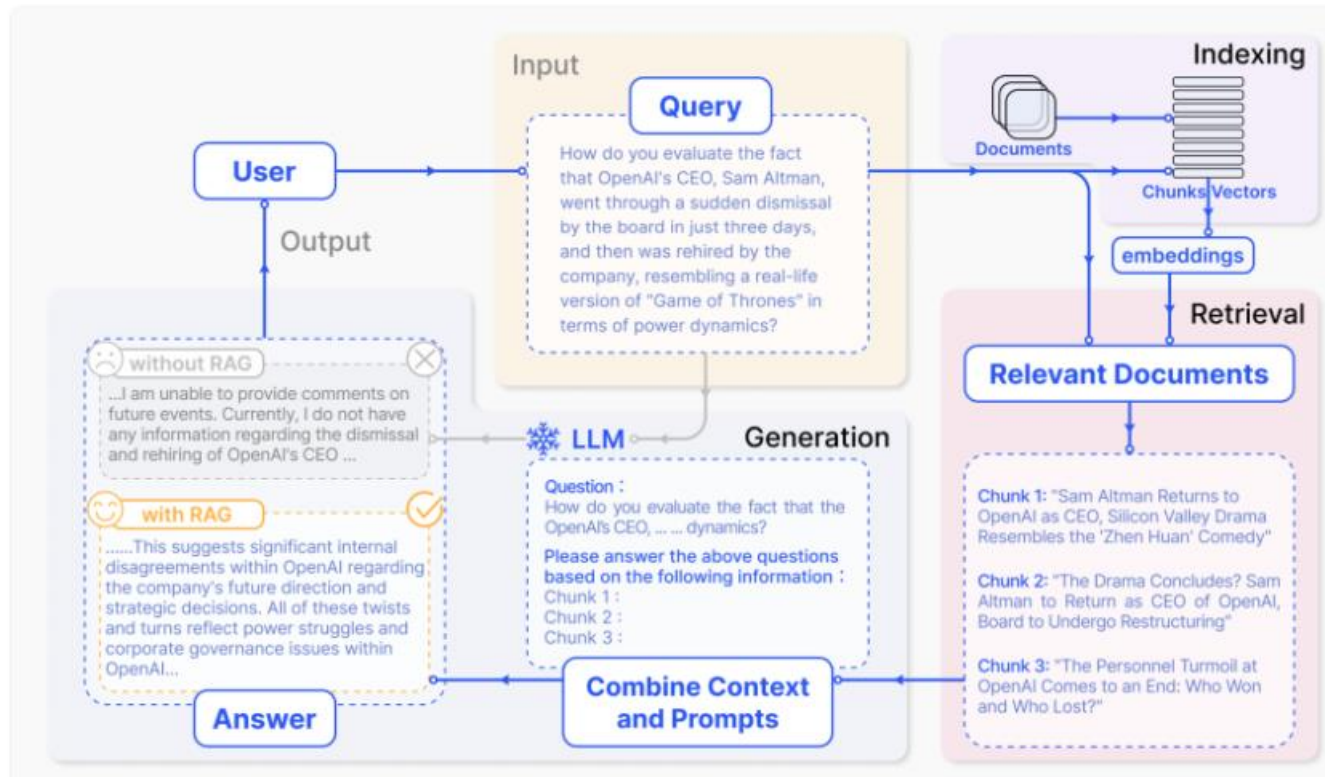 Input
Query
How do you evaluate the fact
that OpenAI's CEO, Sam Altman,
went through a sudden dismissal
by the board in just three days,
and then was rehired by the
company, resembling a real-life
version of "Game of Thrones" in
terms of power dynamics?
Indexing
Documents
Chunks Vectors
embeddings
User
Output
Retrieval
Relevant Documents
Chunk 1: "Sam Altman Returns to
OpenAI as CEO, Silicon Valley Drama
Resembles the 'Zhen Huan' Comedy"
Chunk 2: "The Drama Concludes? Sam
Altman to Return as CEO of OpenAI,
Board to Undergo Restructuring"
Chunk 3: "The Personnel Turmoil at
OpenAI Comes to an End: Who Won
and Who Lost?"
Generation
LLM
Question :
How do you evaluate the fact that the
OpenAI's CEO, ... ... dynamics?
Please answer the above questions
based on the following information :
Chunk 1 :
Chunk 2 :
Chunk 3 :
Combine Context
and Prompts
without RAG
...I am unable to provide comments on
future events. Currently, I do not have
any information regarding the dismissal
and rehiring of OpenAI's CEO ...
with RAG
......This suggests significant internal
disagreements within OpenAI regarding
the company's future direction and
strategic decisions. All of these twists
and turns reflect power struggles and
corporate governance issues within
OpenAI...
Answer